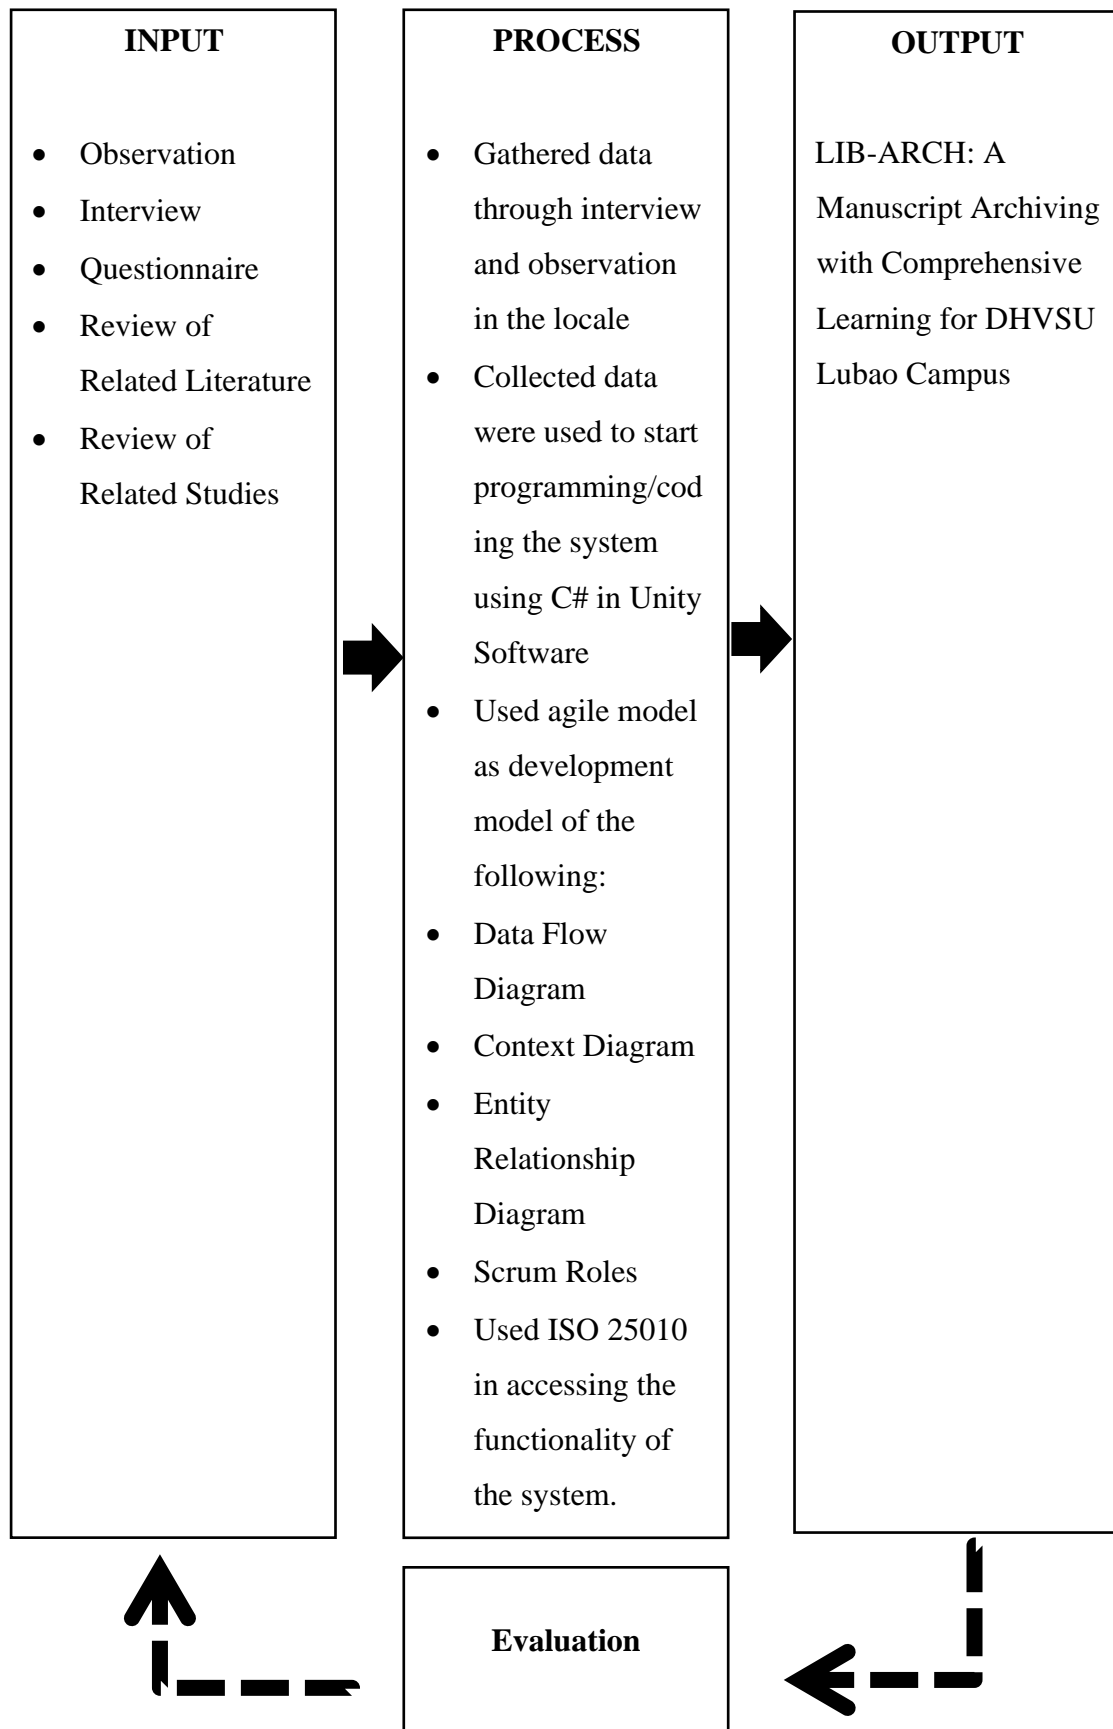 INPUT
• Observation
• Interview
• Questionnaire
• Review of
Related Literature
• Review of
Related Studies
PROCESS
• Gathered data
through interview
and observation
in the locale
• Collected data
were used to start
programming/cod
ing the system
using C# in Unity
Software
• Used agile model
as development
model of the
following:
• Data Flow
Diagram
• Context Diagram
• Entity
Relationship
Diagram
• Scrum Roles
• Used ISO 25010
in accessing the
functionality of
the system.
OUTPUT
LIB-ARCH: A
Manuscript Archiving
with Comprehensive
Learning for DHVSU
Lubao Campus
Evaluation